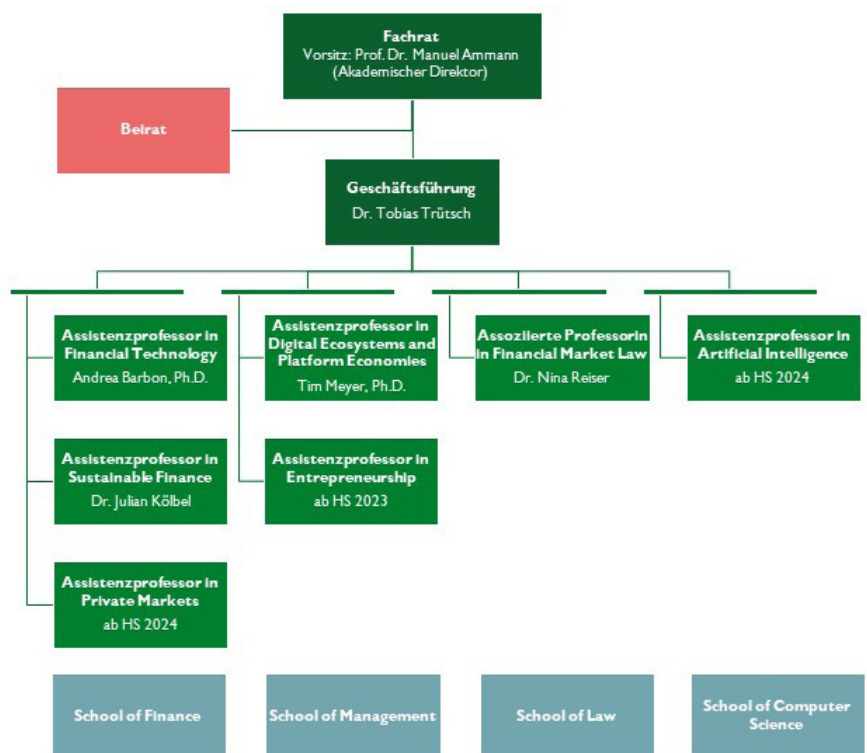 Fachrat
Vorsitz: Prof. Dr. Manuel Ammann
(Akademischer Direktor)
Beirat
Geschäftsführung
Dr. Tobias Trütsch
Assistenzprofessor in
Financial Technology
Andrea Barbon, Ph.D.
Assistenzprofessor in
Digital Ecosystems and
Platform Economies
Tim Meyer, Ph.D.
Assoziierte Professorin
in Financial Market Law
Dr. Nina Reiser
Assistenzprofessor in
Artificial Intelligence
ab HS 2024
Assistenzprofessor in
Sustainable Finance
Dr. Julian Kölbel
Assistenzprofessor in
Entrepreneurship
ab HS 2023
Assistenzprofessor in
Private Markets
ab HS 2024
School of Finance
School of Management
School of Law
School of Computer
Science